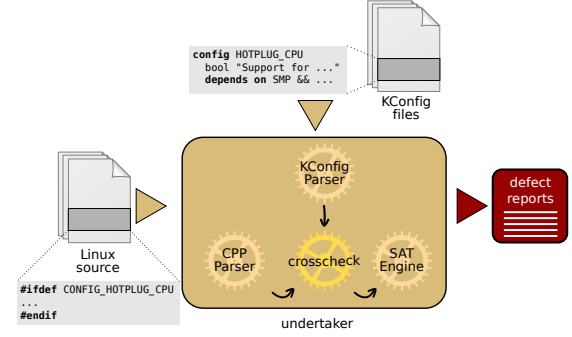 config HOTPLUG_CPU
bool "Support for ..."
depends on SMP && ...
KConfig
files
KConfig
Parser
defect
reports
Linux
source
CPP
Parser
crosscheck
SAT
Engine
#ifdef CONFIG_HOTPLUG_CPU
...
#endif
undertaker